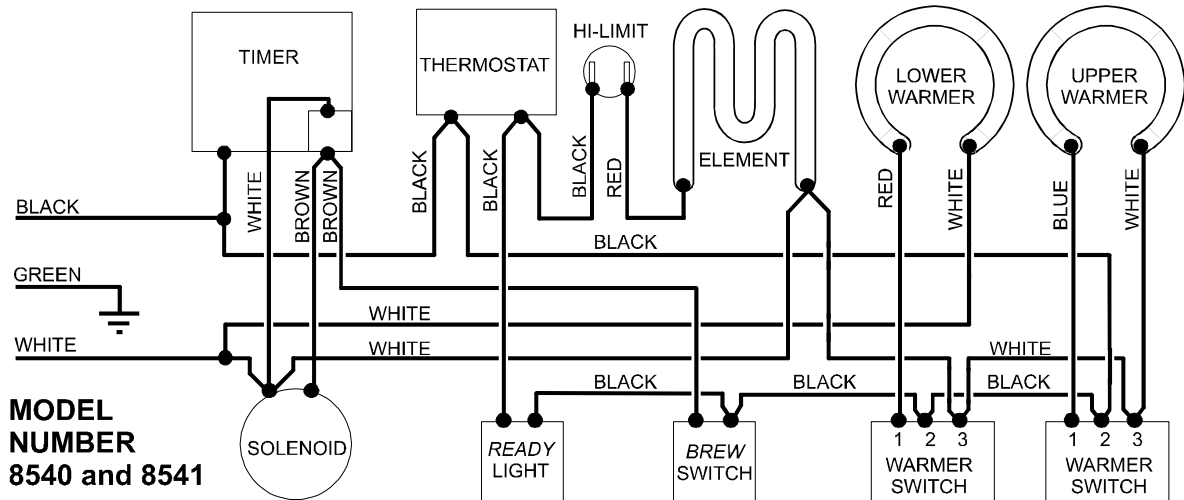 TIMER
THERMOSTAT
HI-LIMIT
ELEMENT
LOWER
WARMER
UPPER
WARMER
BLACK
WHITE
BROWN
BROWN
BLACK
BLACK
BLACK
RED
RED
WHITE
BLUE
WHITE
BLACK
GREEN
WHITE
WHITE
WHITE
WHITE
BLACK
BLACK
BLACK
MODEL
NUMBER
8540 and 8541
SOLENOID
READY
LIGHT
BREW
SWITCH
1 2 3
WARMER
SWITCH
1 2 3
WARMER
SWITCH